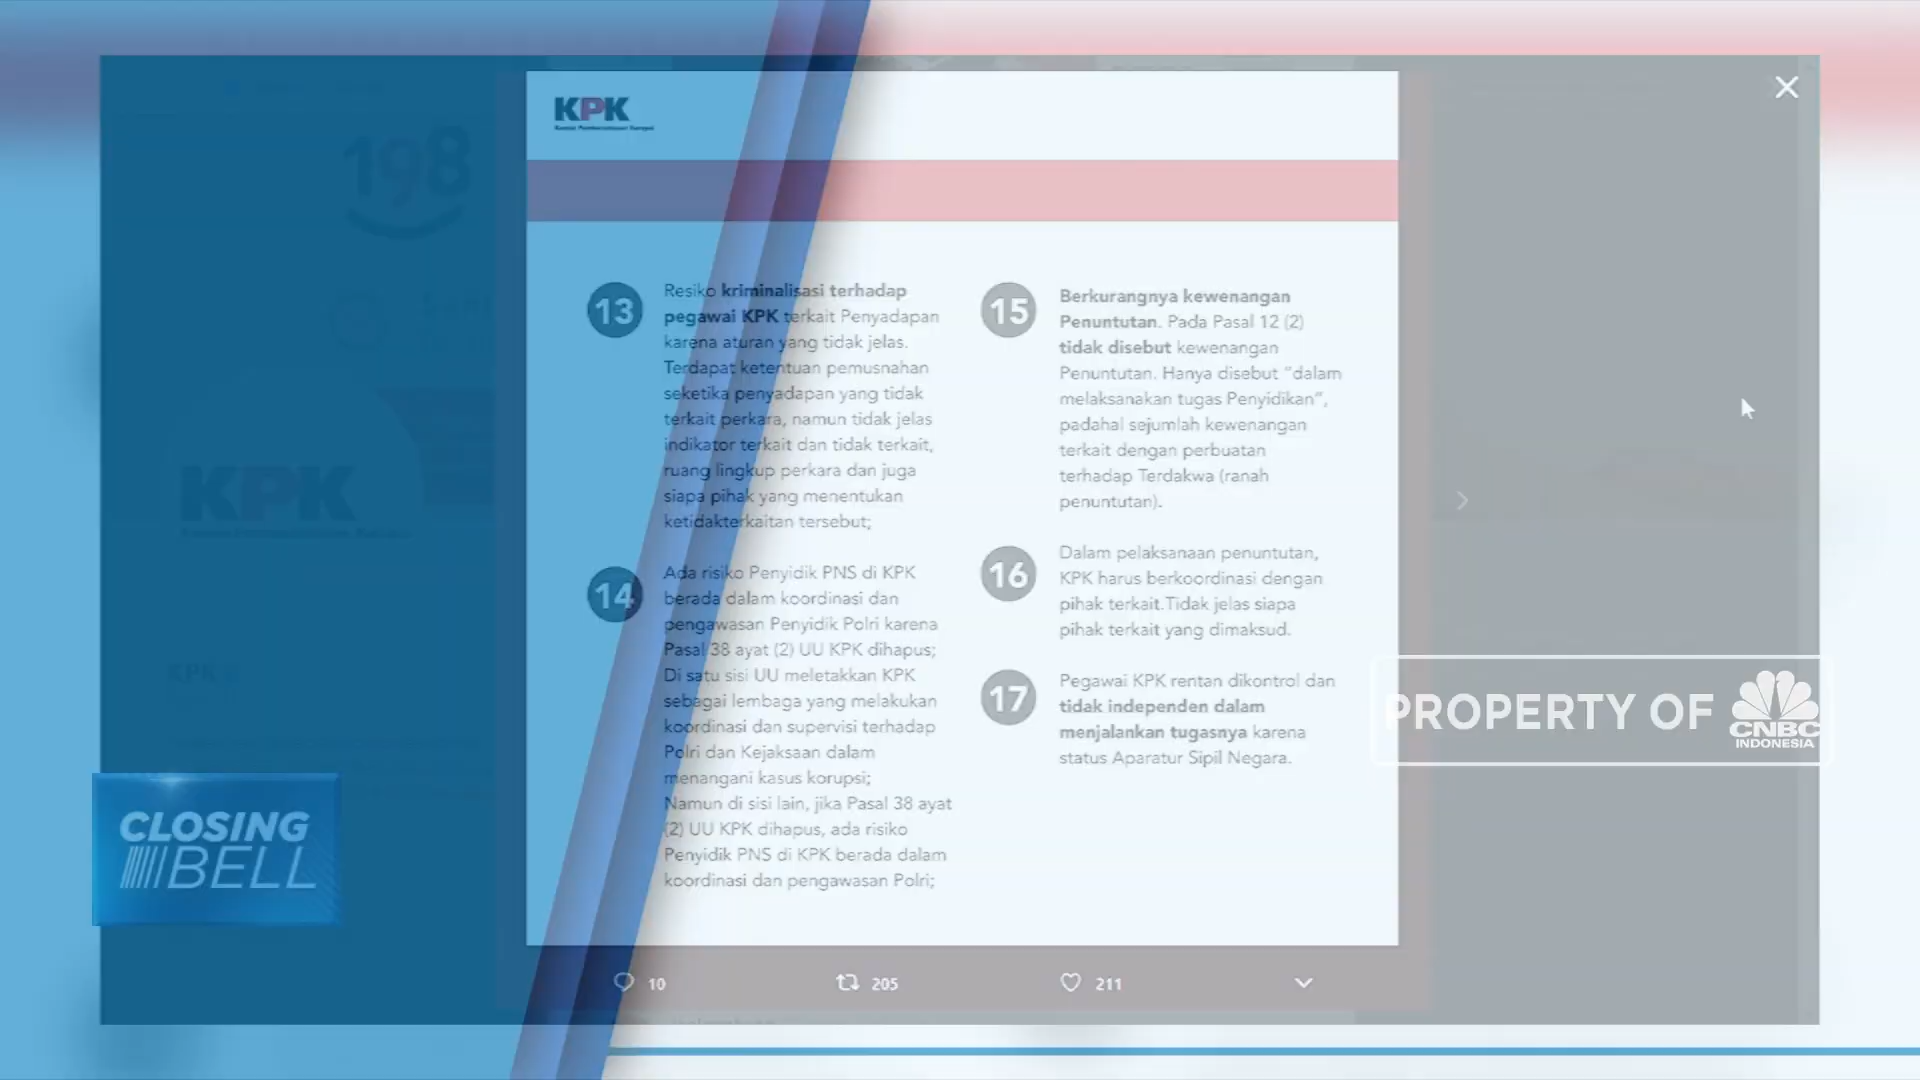 KPK
Komisi Pemberantasan Korupsi
198
13
Resiko kriminalisasi terhadap
pegawai KPK terkait Penyadapan
karena aturan yang tidak jelas.
Terdapat ketentuan pemusnahan
seketika penyadapan yang tidak
terkait perkara, namun tidak jelas
indikator terkait dan tidak terkait,
ruang lingkup perkara dan juga
siapa pihak yang menentukan
ketidakterkaitan tersebut;
14
Ada risiko Penyidik PNS di KPK
berada dalam koordinasi dan
pengawasan Penyidik Polri karena
Pasal 38 ayat (2) UU KPK dihapus;
Di satu sisi UU meletakkan KPK
sebagai lembaga yang melakukan
koordinasi dan supervisi terhadap
Polri dan Kejaksaan dalam
menangani kasus korupsi;
Namun di sisi lain, jika Pasal 38 ayat
(2) UU KPK dihapus, ada risiko
Penyidik PNS di KPK berada dalam
koordinasi dan pengawasan Polri;
15
Berkurangnya kewenangan
Penuntutan. Pada Pasal 12 (2)
tidak disebut kewenangan
Penuntutan. Hanya disebut "dalam
melaksanakan tugas Penyidikan",
padahal sejumlah kewenangan
terkait dengan perbuatan
terhadap Terdakwa (ranah
penuntutan).
16
Dalam pelaksanaan penuntutan,
KPK harus berkoordinasi dengan
pihak terkait.Tidak jelas siapa
pihak terkait yang dimaksud.
17
Pegawai KPK rentan dikontrol dan
tidak independen dalam
menjalankan tugasnya karena
status Aparatur Sipil Negara.
KPK
KPK
PROPERTY OF
CNBC
INDONESIA
CLOSING
BELL
10
205
211